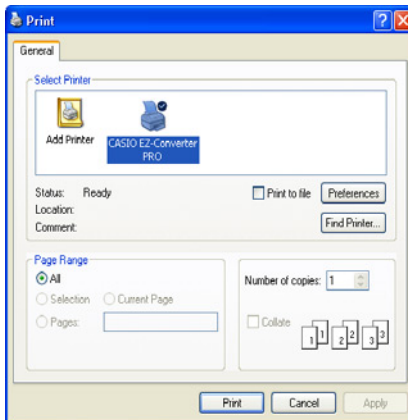 Print
General
Select Printer
Add Printer
CASIO EZ-Converter
PRO
Status: Ready
Print to file
Preferences
Location:
Comment:
Find Printer...
Page Range
All
Selection
Current Page
Pages:
Number of copies: 1
Collate
1 1 2 2 3 3
Print
Cancel
Apply